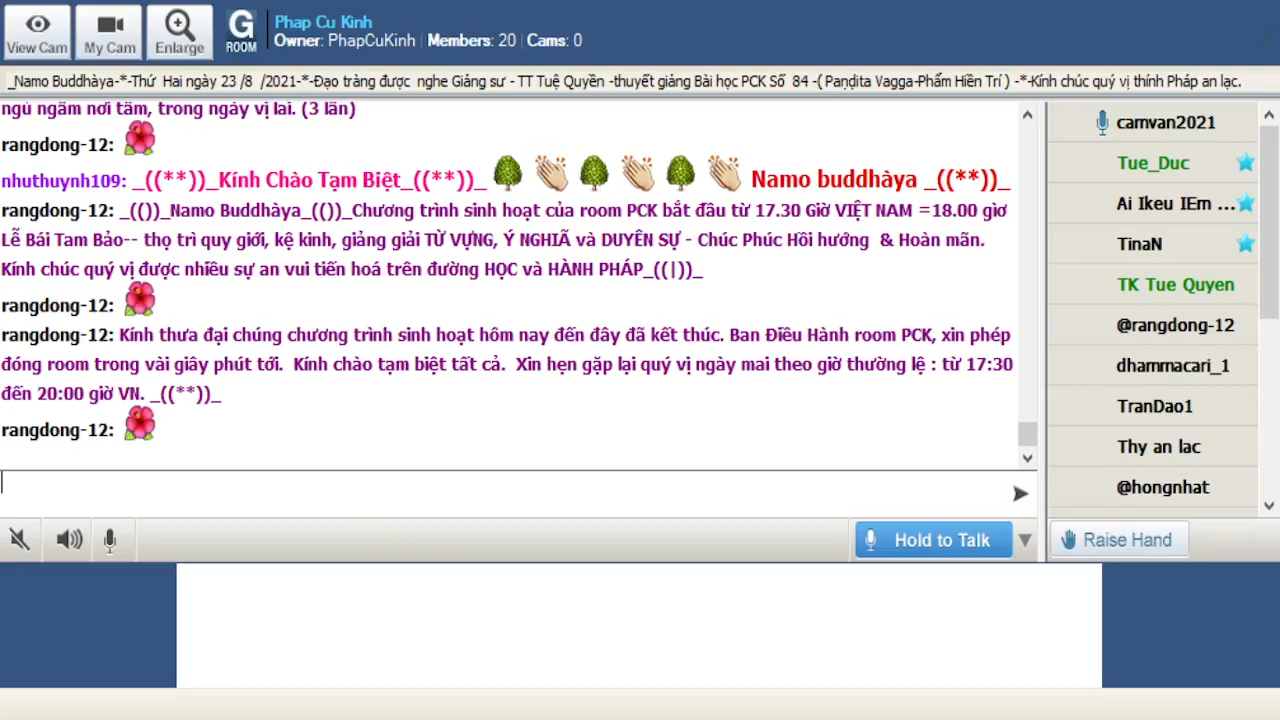 View Cam
My Cam
Enlarge
G
ROOM
Phap Cu Kinh
Owner: PhapCuKinh | Members: 20 | Cams: 0
_Namo Buddhàya-*-Thứ  Hai ngày 23 /8  /2021-*-Đạo tràng được  nghe Giảng sư - TT Tuệ Quyền -thuyết giảng Bài học PCK Số  84 -( Paṇḍita Vagga-Phẩm Hiền Trí ) -*-Kính chúc quý vị thính Pháp an lạc.
ngủ ngầm nơi tâm, trong ngày vị lai. (3 lần)
rangdong-12:
nhuthuynh109: _((**))_Kính Chào Tạm Biệt_((**))_ Namo buddhàya _((**))_
rangdong-12: _(())_Namo Buddhàya_(())_Chương trình sinh hoạt của room PCK bắt đầu từ 17.30 Giờ VIỆT NAM =18.00 giơ
Lễ Bái Tam Bảo-- thọ trì quy giới, kệ kinh, giảng giải TỪ VỰNG, Ý NGHIÃ và DUYÊN SỰ - Chúc Phúc Hồi hướng  & Hoàn mãn.
Kính chúc quý vị được nhiều sự an vui tiến hoá trên đường HỌC và HÀNH PHÁP_((|))_
rangdong-12:
rangdong-12: Kính thưa đại chúng chương trình sinh hoạt hôm nay đến đây đã kết thúc. Ban Điều Hành room PCK, xin phép
đóng room trong vài giây phút tới.  Kính chào tạm biệt tất cả.  Xin hẹn gặp lại quý vị ngày mai theo giờ thường lệ : từ 17:30
đến 20:00 giờ VN. _((**))_
rangdong-12:
camvan2021
Tue_Duc
Ai Ikeu IEm ...
TinaN
TK Tue Quyen
@rangdong-12
dhammacari_1
TranDao1
Thy an lac
@hongnhat
Hold to Talk
Raise Hand